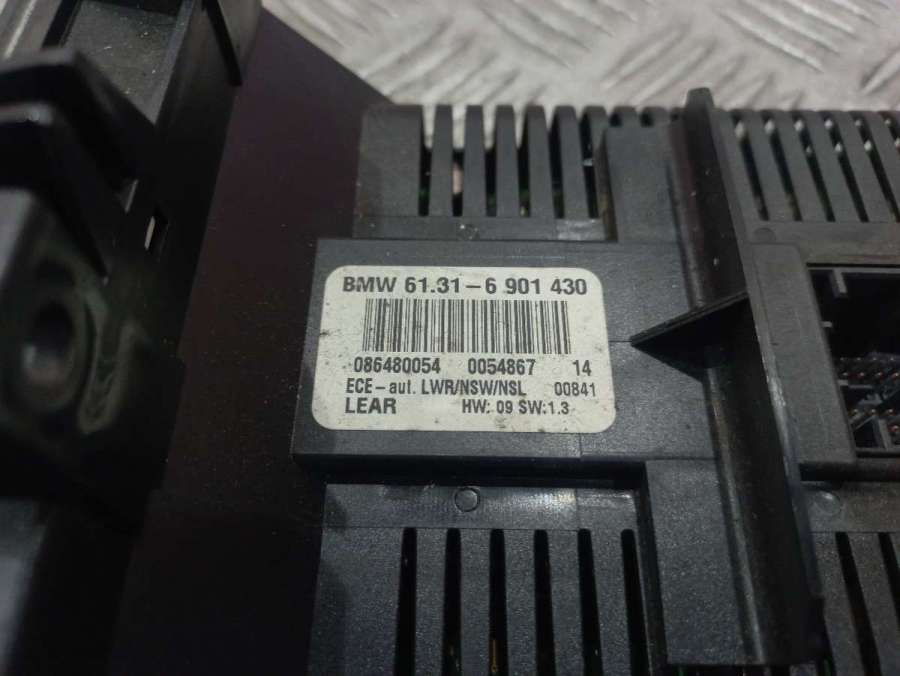 BMW 61.31-6 901 430
086480054 0054867 14
ECE-aut. LWR/NSW/NSL 00841
LEAR HW: 09 SW:1.3